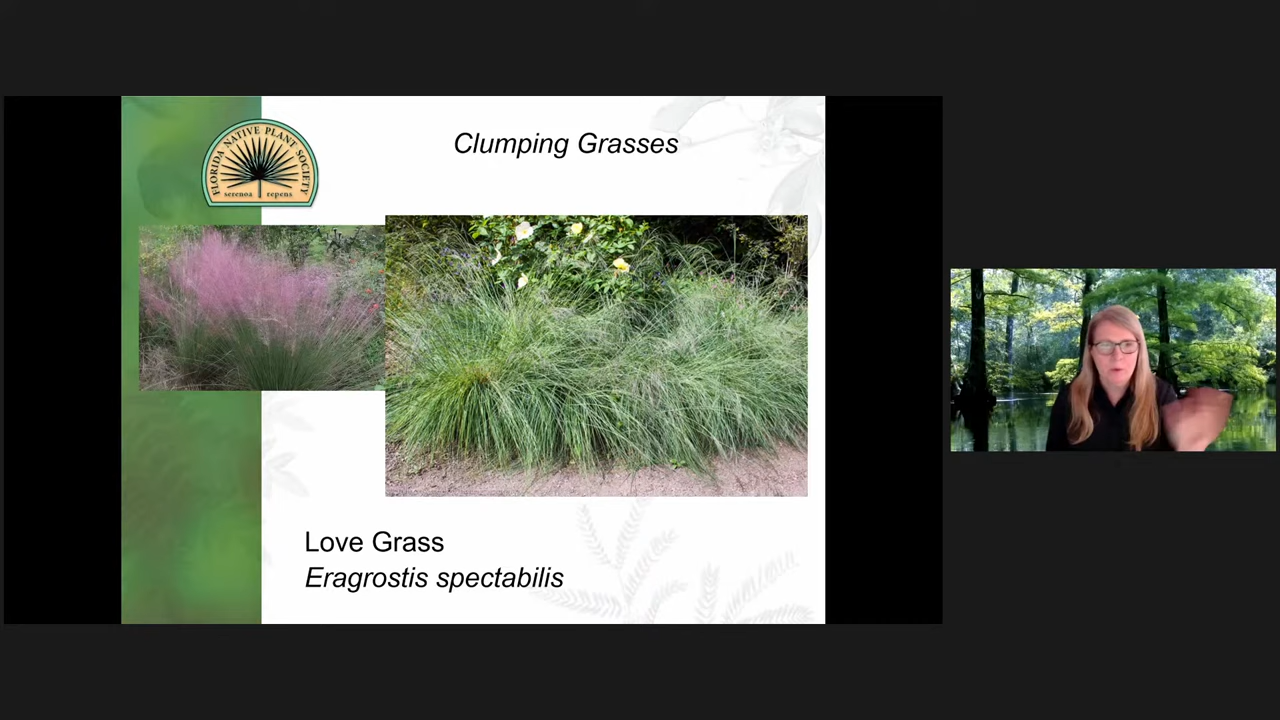 Clumping Grasses
FLORIDA NATIVE PLANT SOCIETY
serenoa repens
Love Grass
Eragrostis spectabilis